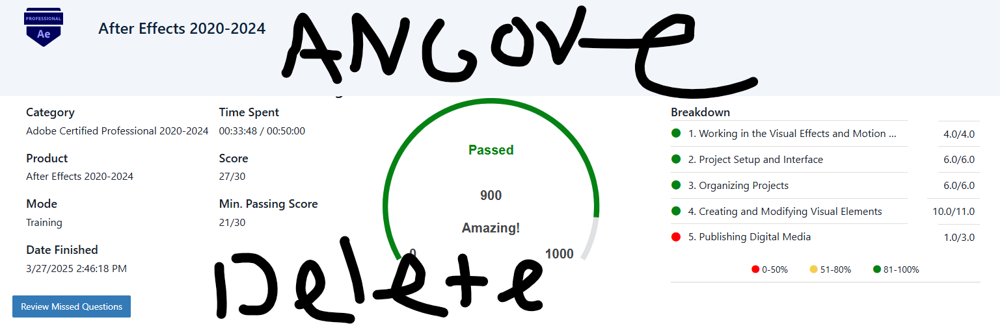 PROFESSIONAL
Ae
After Effects 2020-2024
ANGOVE
Category
Adobe Certified Professional 2020-2024
Product
After Effects 2020-2024
Mode
Training
Date Finished
3/27/2025 2:46:18 PM
Review Missed Questions
Time Spent
00:33:48 / 00:50:00
Score
27/30
Min. Passing Score
21/30
Passed
900
Amazing!
0
1000
Delete
Breakdown
1. Working in the Visual Effects and Motion ... 4.0/4.0
2. Project Setup and Interface 6.0/6.0
3. Organizing Projects 6.0/6.0
4. Creating and Modifying Visual Elements 10.0/11.0
5. Publishing Digital Media 1.0/3.0
0-50% 51-80% 81-100%